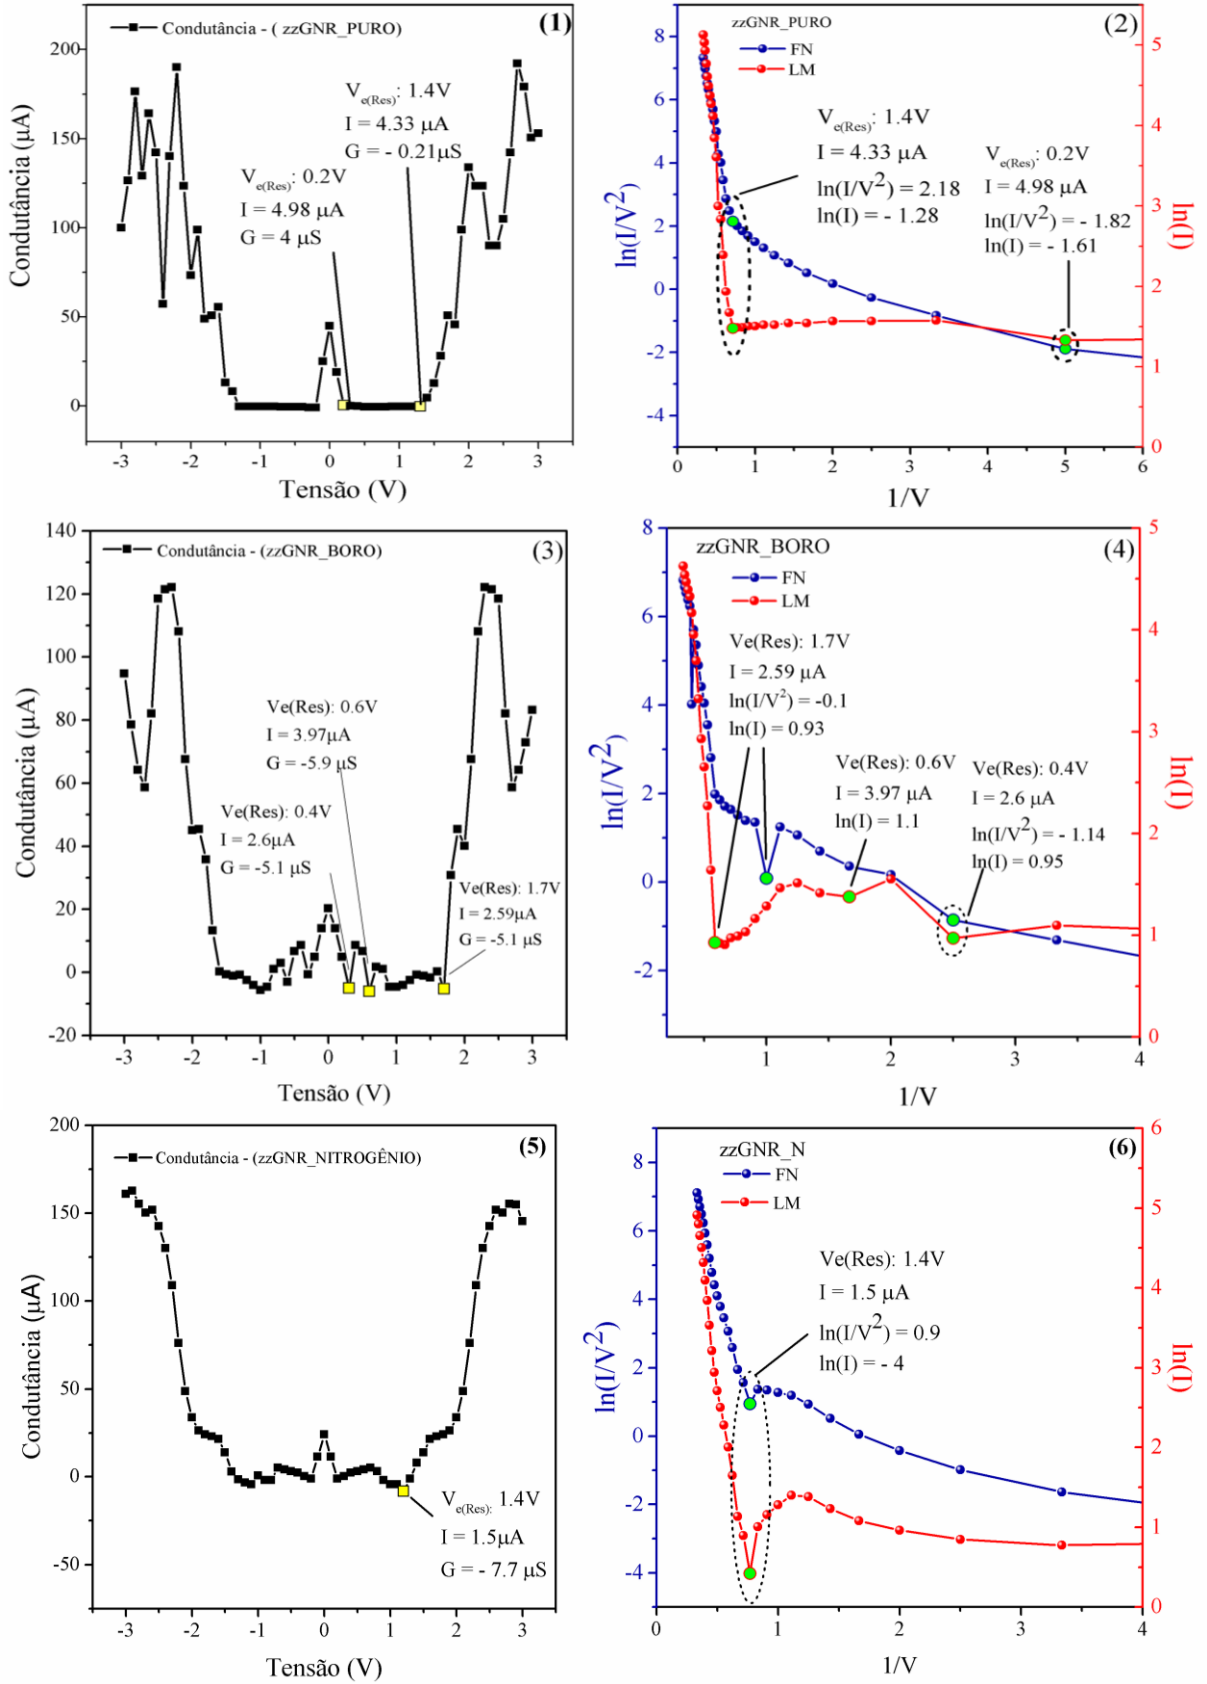 (1)
Condutância - ( zzGNR_PURO)
Ve(Res): 1.4V
I = 4.33 µA
G = - 0.21µS
Ve(Res): 0.2V
I = 4.98 µA
G = 4 µS
Condutância (µA)
200
150
100
50
0
-3 -2 -1 0 1 2 3
Tensão (V)
(2)
zzGNR_PURO
FN
LM
Ve(Res): 1.4V
I = 4.33 µA
ln(I/V²) = 2.18
ln(I) = - 1.28
Ve(Res): 0.2V
I = 4.98 µA
ln(I/V²) = - 1.82
ln(I) = - 1.61
ln(I/V²)
8
6
4
2
0
-2
-4
ln(I)
5
4
3
2
1
0
0 1 2 3 4 5 6
1/V
(3)
Condutância - (zzGNR_BORO)
Ve(Res): 0.6V
I = 3.97µA
G = -5.9 µS
Ve(Res): 0.4V
I = 2.6µA
G = -5.1 µS
Ve(Res): 1.7V
I = 2.59µA
G = -5.1 µS
Condutância (µA)
140
120
100
80
60
40
20
0
-20
-3 -2 -1 0 1 2 3
Tensão (V)
(4)
zzGNR_BORO
FN
LM
Ve(Res): 1.7V
I = 2.59 µA
ln(I/V²) = -0.1
ln(I) = 0.93
Ve(Res): 0.6V
I = 3.97 µA
ln(I) = 1.1
Ve(Res): 0.4V
I = 2.6 µA
ln(I/V²) = - 1.14
ln(I) = 0.95
ln(I/V²)
8
6
4
2
0
-2
ln(I)
5
4
3
2
1
0
1 2 3 4
1/V
(5)
Condutância - (zzGNR_NITROGÊNIO)
Ve(Res): 1.4V
I = 1.5µA
G = - 7.7 µS
Condutância (µA)
200
150
100
50
0
-50
-3 -2 -1 0 1 2 3
Tensão (V)
(6)
zzGNR_N
FN
LM
Ve(Res): 1.4V
I = 1.5 µA
ln(I/V²) = 0.9
ln(I) = - 4
ln(I/V²)
8
6
4
2
0
-2
-4
ln(I)
6
5
4
3
2
1
0
0 1 2 3 4
1/V